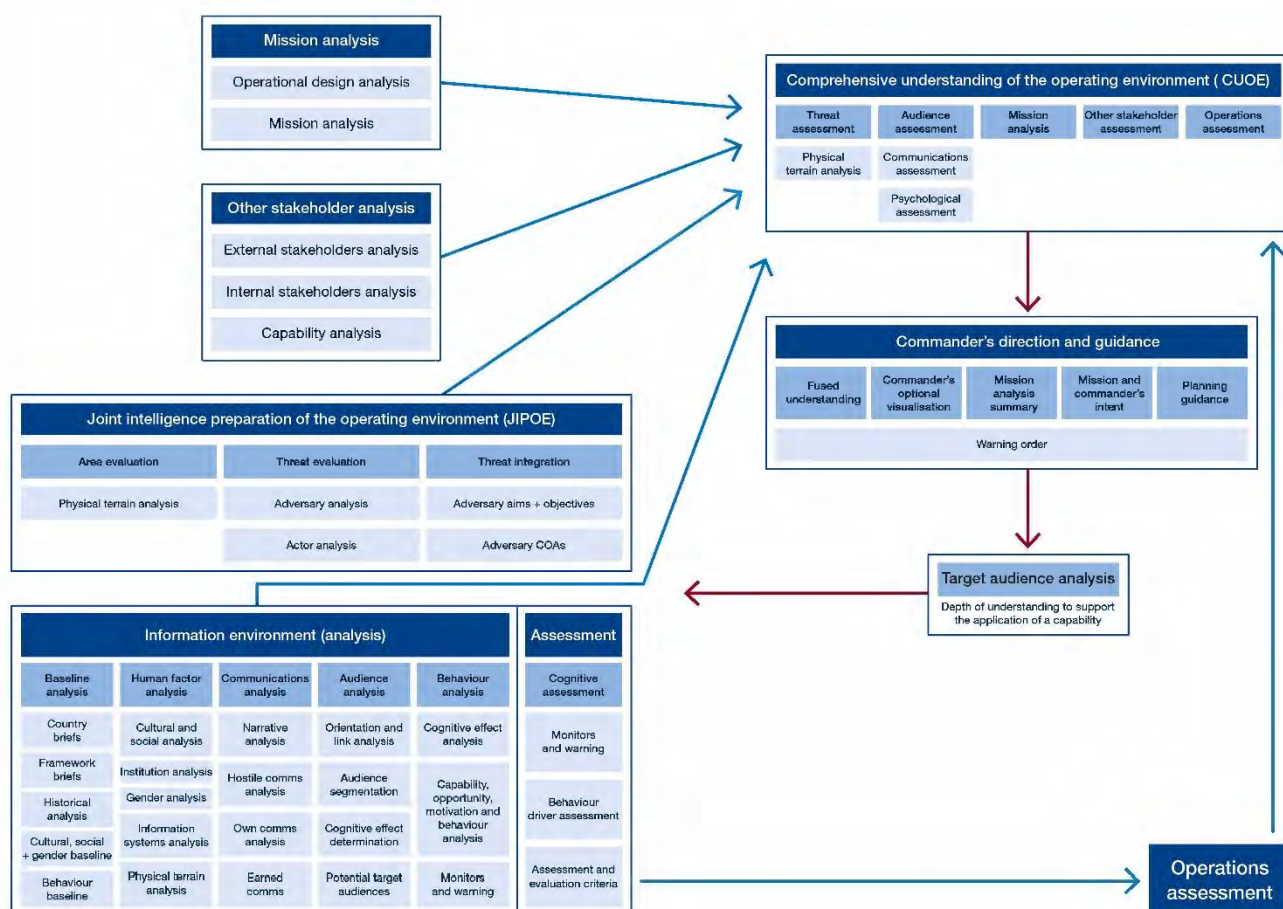 Mission analysis
Operational design analysis
Mission analysis
Other stakeholder analysis
External stakeholders analysis
Internal stakeholders analysis
Capability analysis
Joint intelligence preparation of the operating environment (JIPOE)
Area evaluation
Threat evaluation
Threat integration
Physical terrain analysis
Adversary analysis
Adversary aims + objectives
Actor analysis
Adversary COAs
Information environment (analysis)
Baseline
analysis
Human factor
analysis
Communications
analysis
Audience
analysis
Behaviour
analysis
Country
briefs
Framework
briefs
Historical
analysis
Cultural, social
+ gender baseline
Behaviour
baseline
Cultural and
social analysis
Institution analysis
Gender analysis
Information
systems analysis
Physical terrain
analysis
Narrative
analysis
Hostile comms
analysis
Own comms
analysis
Earned
comms
Orientation and
link analysis
Audience
segmentation
Cognitive effect
determination
Potential target
audiences
Cognitive effect
analysis
Capability,
opportunity,
motivation and
behaviour
analysis
Monitors
and warning
Assessment
Cognitive
assessment
Monitors
and warning
Behaviour
driver assessment
Assessment and
evaluation criteria
Comprehensive understanding of the operating environment ( CUOE)
Threat
assessment
Audience
assessment
Mission
analysis
Other stakeholder
assessment
Operations
assessment
Physical
terrain analysis
Communications
assessment
Psychological
assessment
Commander's direction and guidance
Fused
understanding
Commander's
optional
visualisation
Mission
analysis
summary
Mission and
commander's
intent
Planning
guidance
Warning order
Target audience analysis
Depth of understanding to support
the application of a capability
Operations
assessment